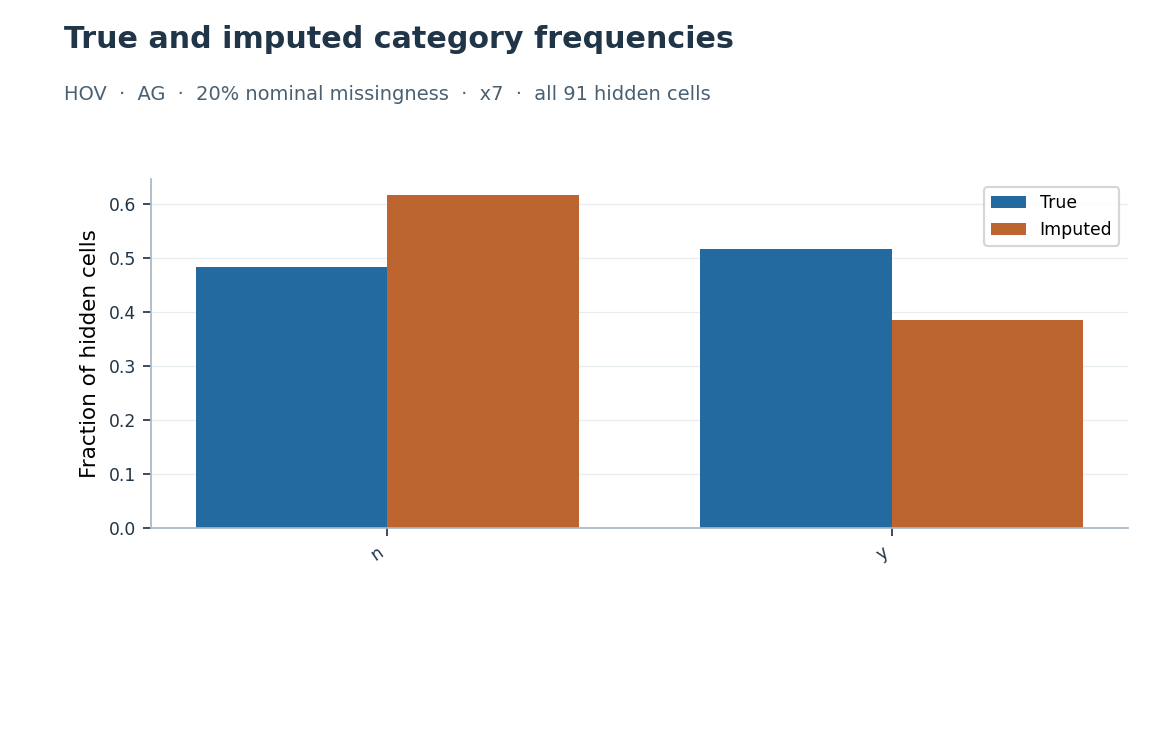 True and imputed category frequencies
HOV · AG · 20% nominal missingness · x7 · all 91 hidden cells
True
Imputed
Fraction of hidden cells
0.6
0.5
0.4
0.3
0.2
0.1
0.0
n
y